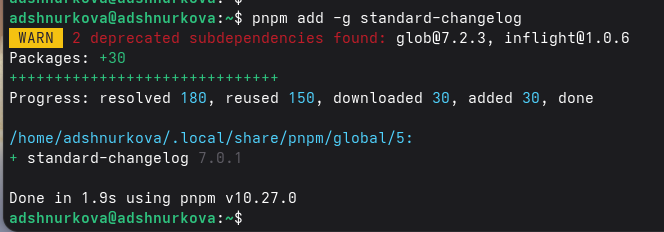 adshnurkova@adshnurkova:~$ pnpm add -g standard-changelog
WARN 2 deprecated subdependencies found: glob@7.2.3, inflight@1.0.6
Packages: +30
++++++++++++++++++++++++++++++
Progress: resolved 180, reused 150, downloaded 30, added 30, done
/home/adshnurkova/.local/share/pnpm/global/5:
+ standard-changelog 7.0.1
Done in 1.9s using pnpm v10.27.0
adshnurkova@adshnurkova:~$